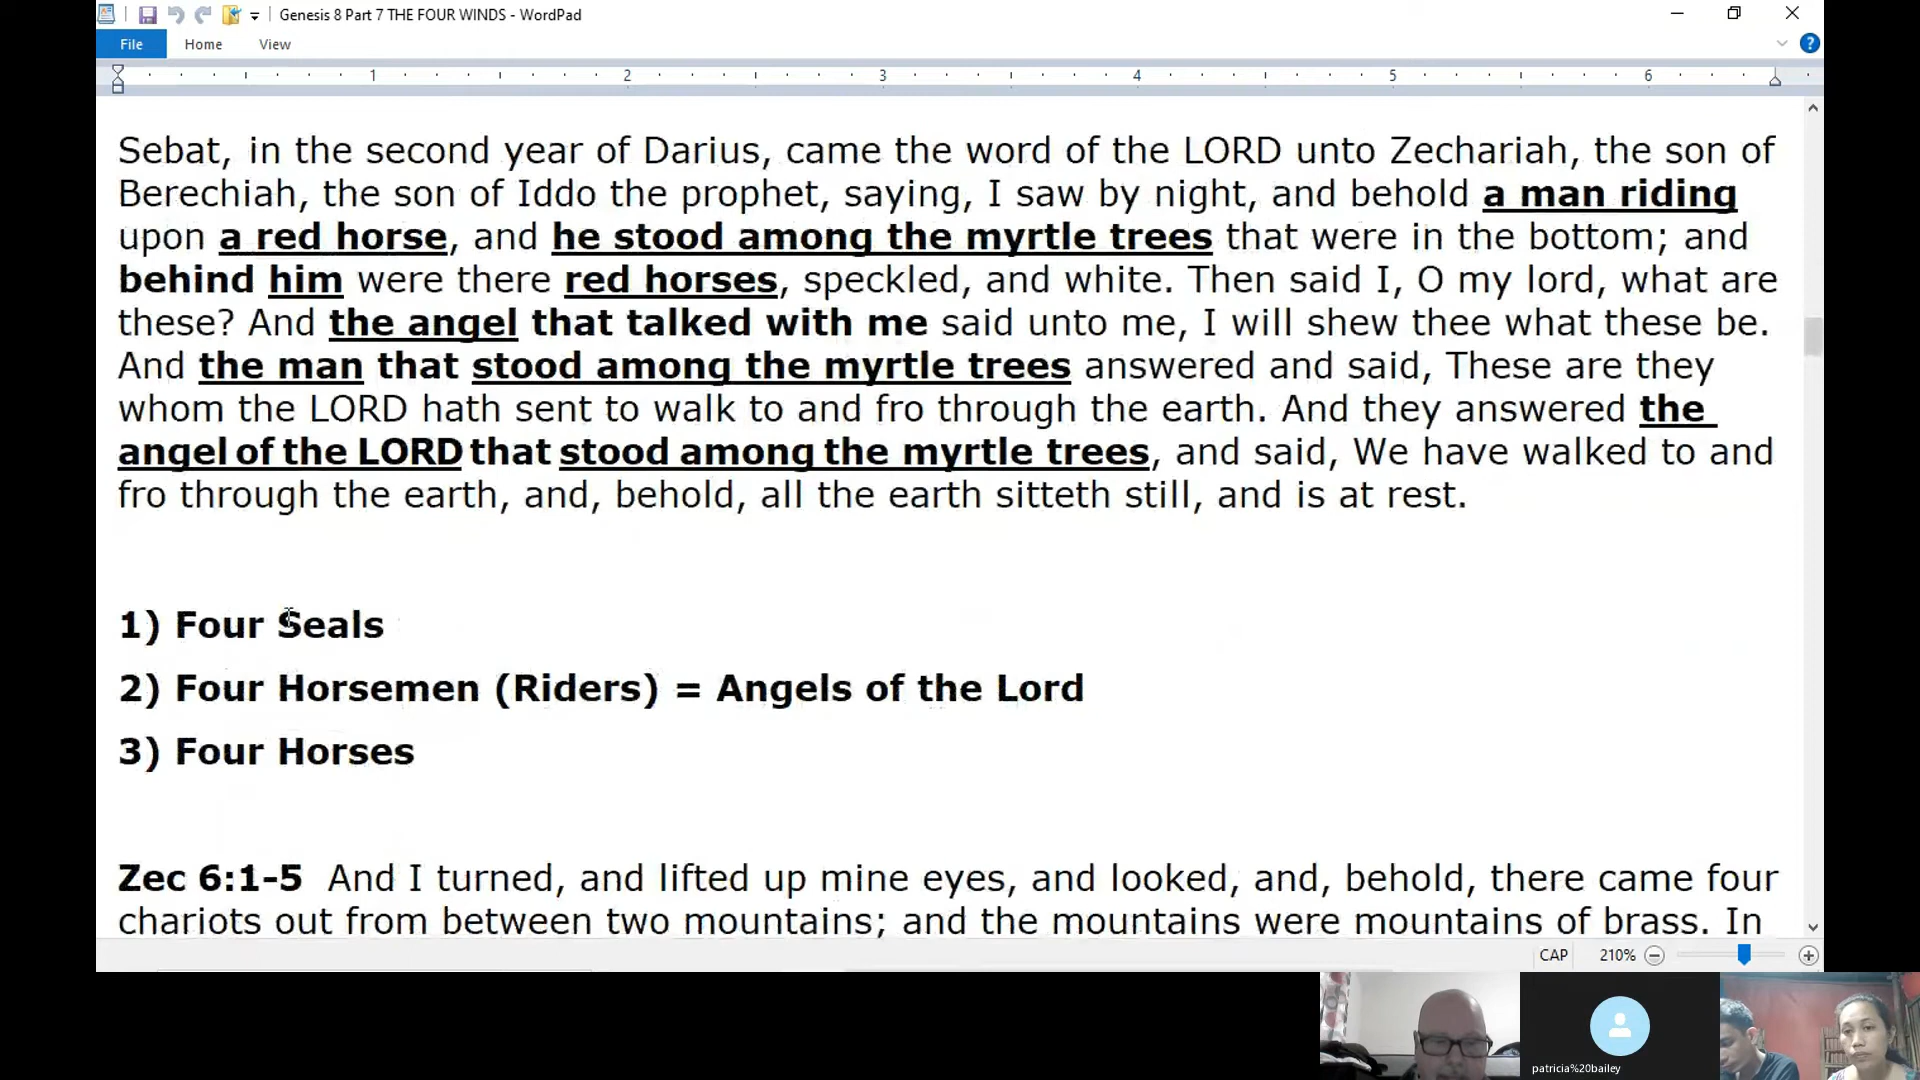 Genesis 8 Part 7 THE FOUR WINDS - WordPad
File Home View
1 2 3 4 5 6
Sebat, in the second year of Darius, came the word of the LORD unto Zechariah, the son of
Berechiah, the son of Iddo the prophet, saying, I saw by night, and behold a man riding
upon a red horse, and he stood among the myrtle trees that were in the bottom; and
behind him were there red horses, speckled, and white. Then said I, O my lord, what are
these? And the angel that talked with me said unto me, I will shew thee what these be.
And the man that stood among the myrtle trees answered and said, These are they
whom the LORD hath sent to walk to and fro through the earth. And they answered the
angel of the LORD that stood among the myrtle trees, and said, We have walked to and
fro through the earth, and, behold, all the earth sitteth still, and is at rest.
1) Four Seals
2) Four Horsemen (Riders) = Angels of the Lord
3) Four Horses
Zec 6:1-5 And I turned, and lifted up mine eyes, and looked, and, behold, there came four
chariots out from between two mountains; and the mountains were mountains of brass. In
CAP 210%
patricia%20bailey